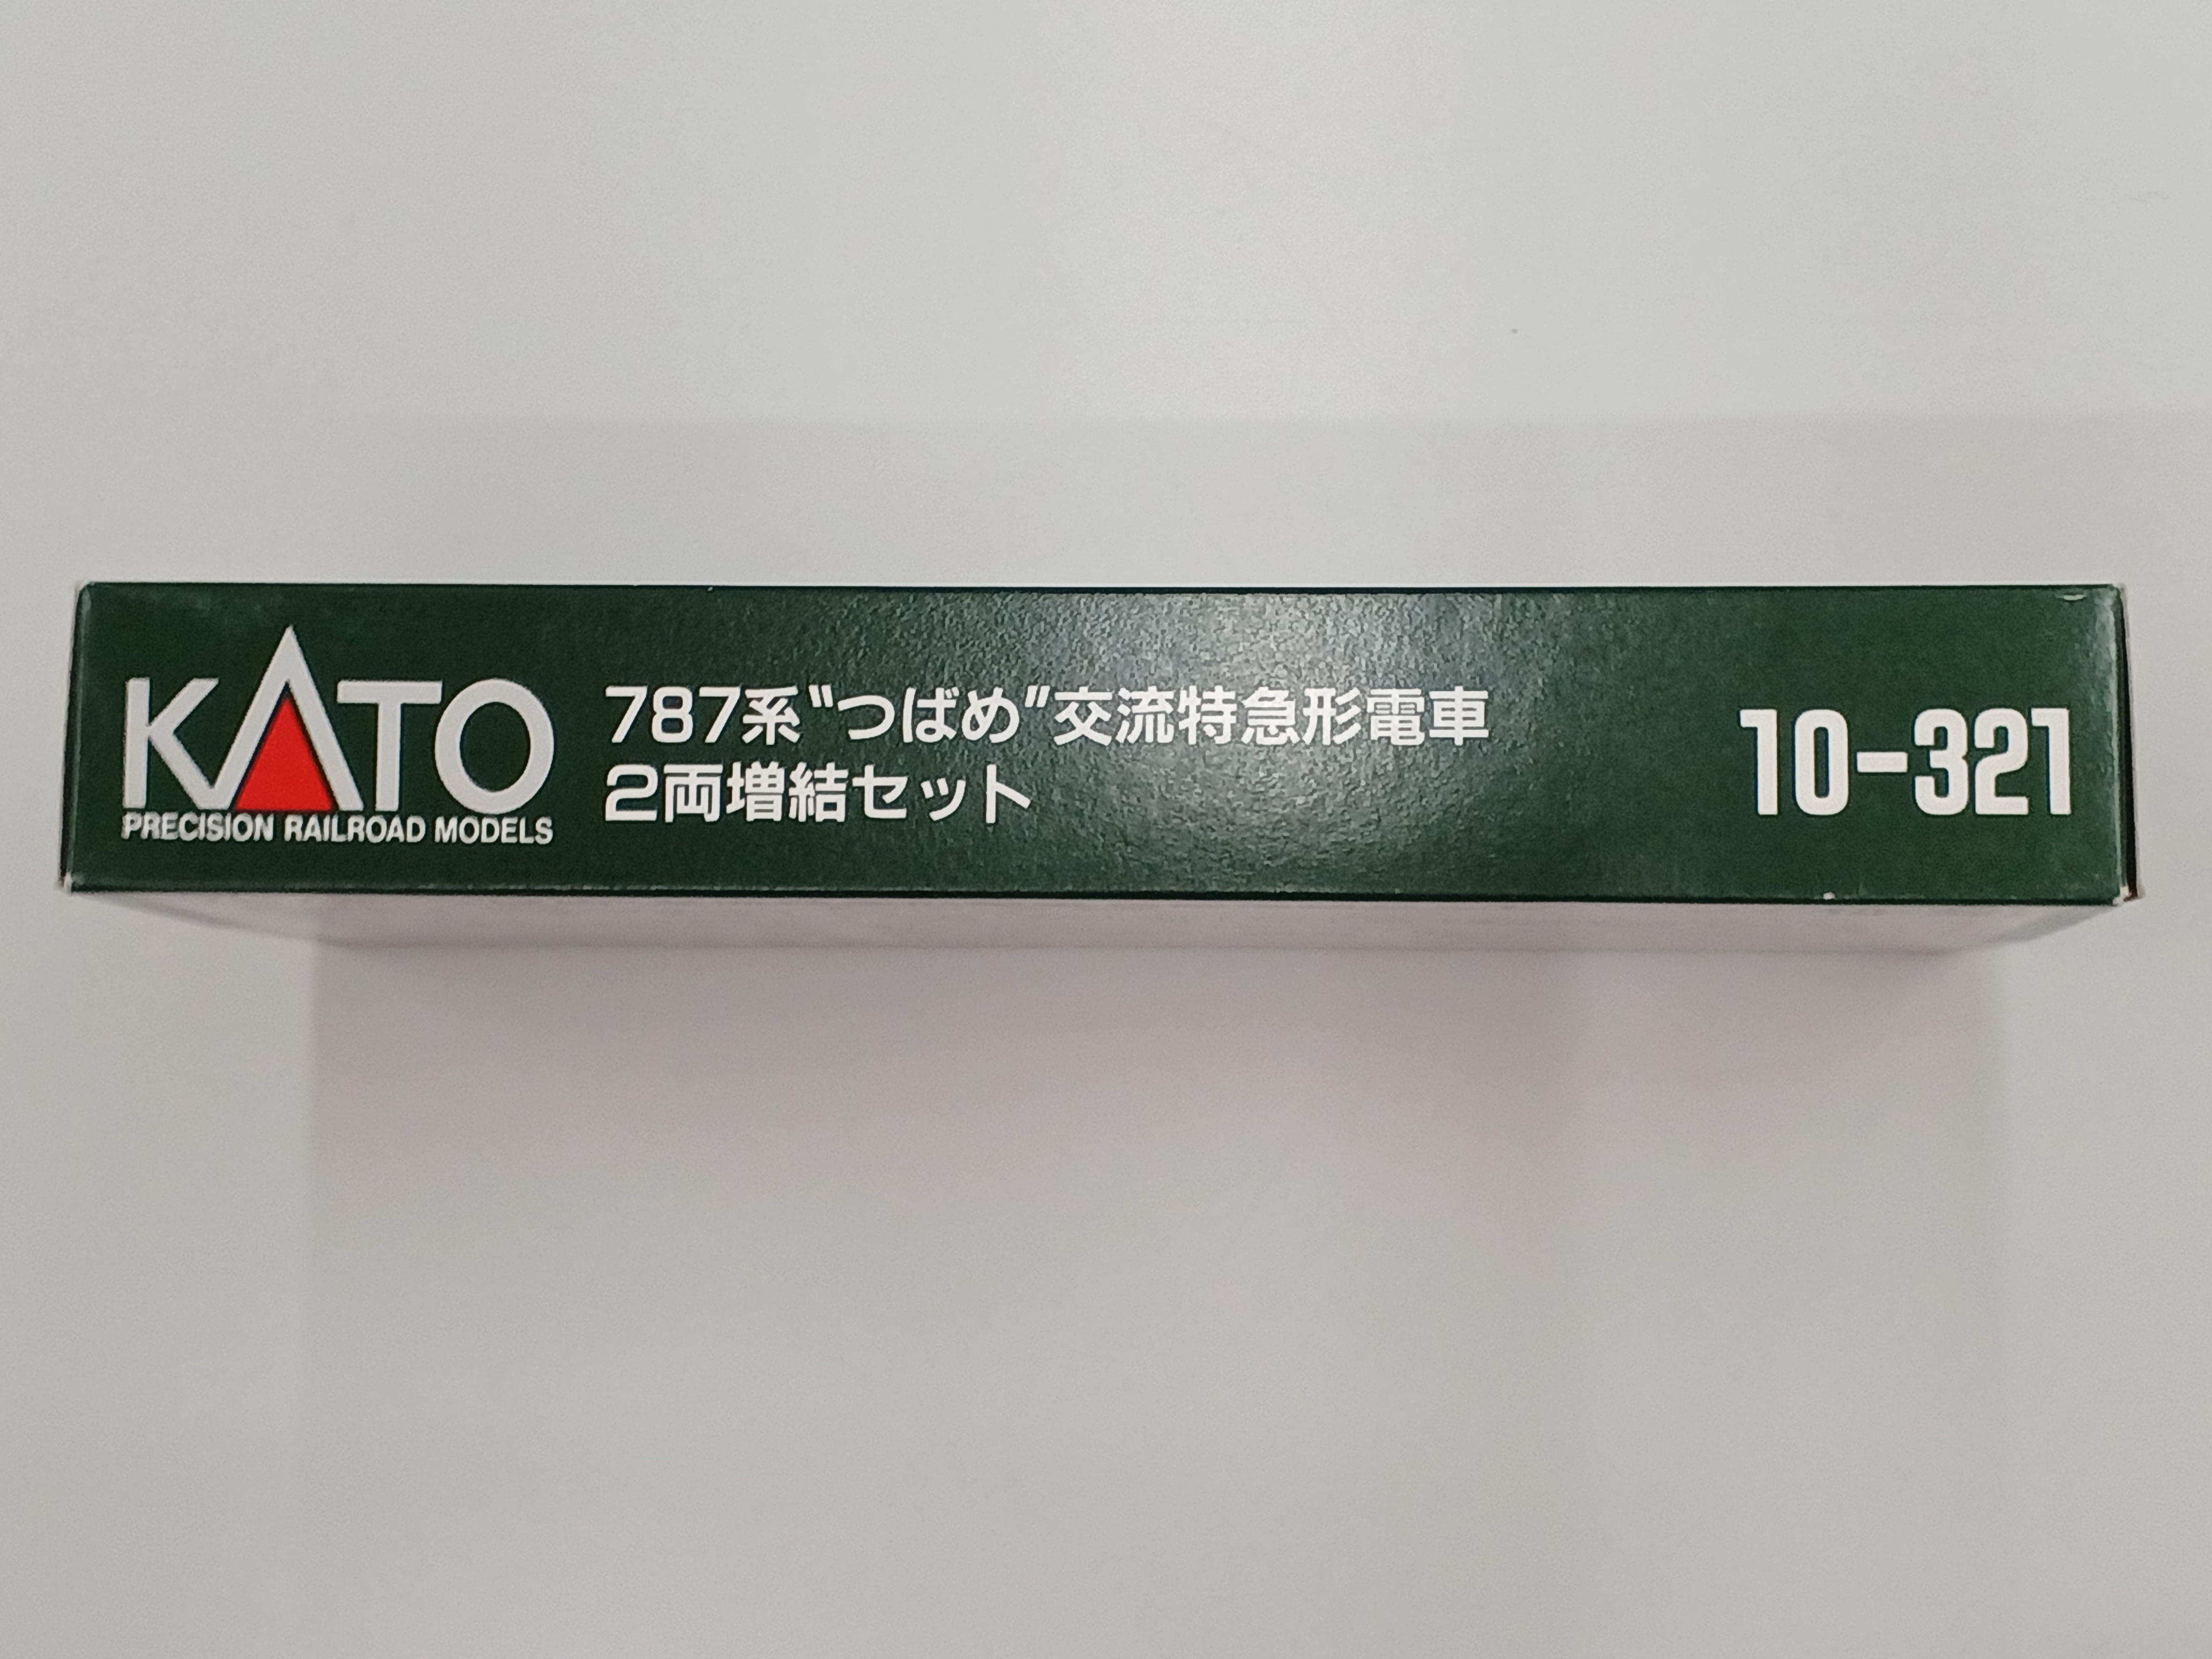 KATO
PRECISION RAILROAD MODELS
787系"つばめ"交流特急形電車
2両増結セット
10-321